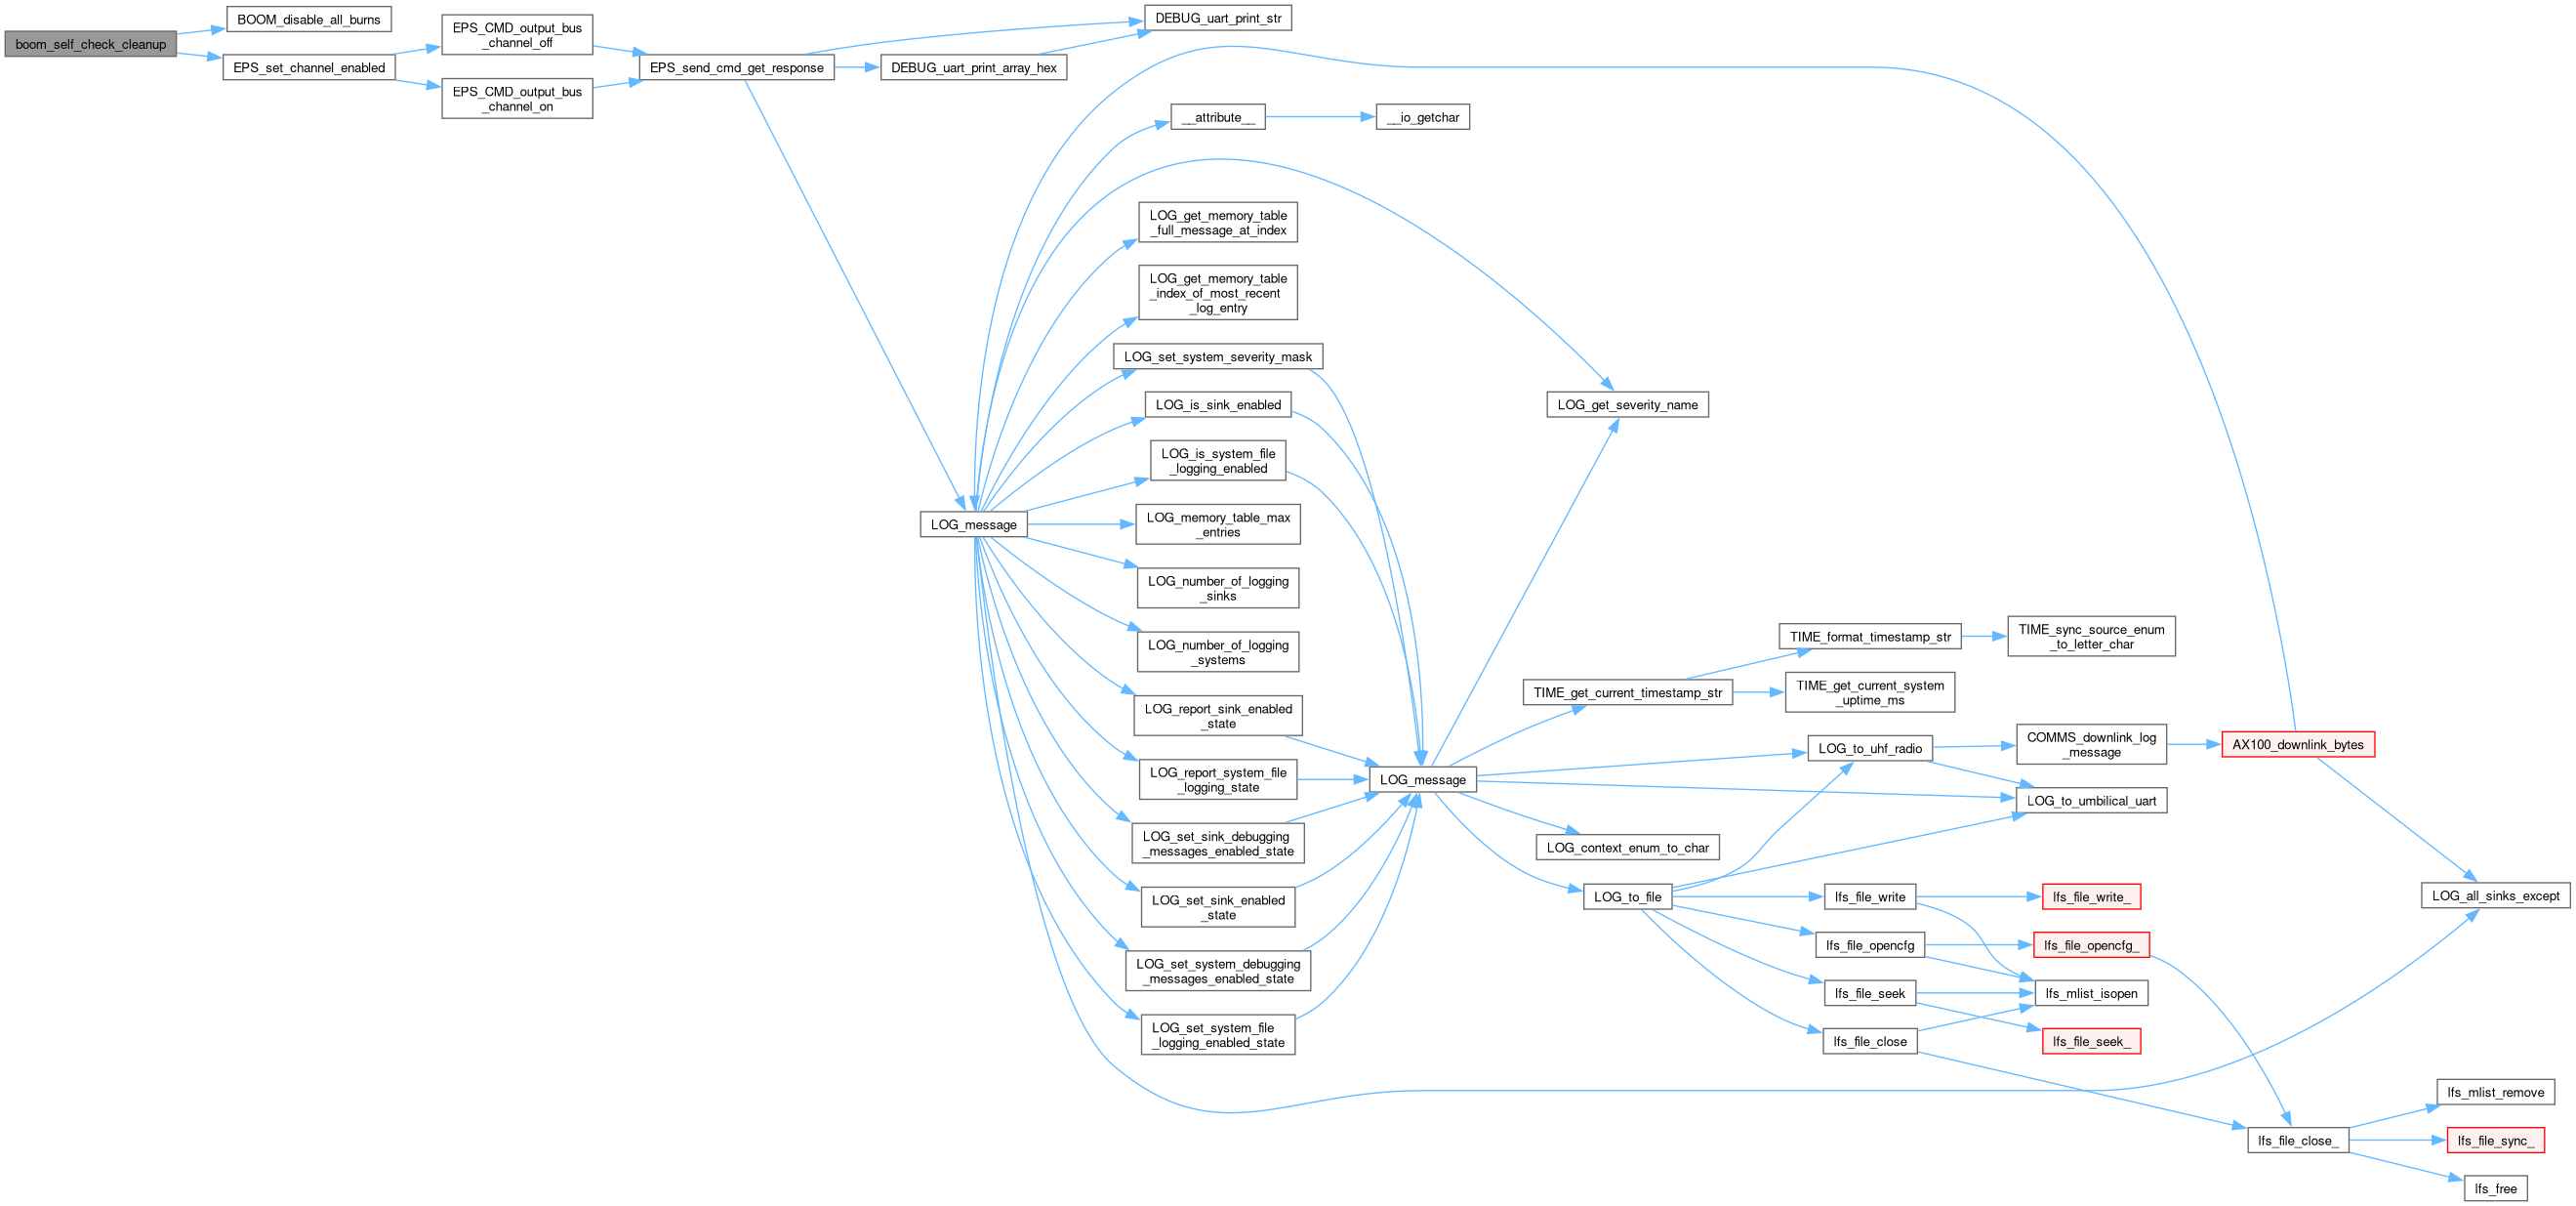 boom_self_check_cleanup
BOOM_disable_all_burns
EPS_set_channel_enabled
EPS_CMD_output_bus
_channel_off
EPS_CMD_output_bus
_channel_on
EPS_send_cmd_get_response
DEBUG_uart_print_str
DEBUG_uart_print_array_hex
LOG_message
__attribute__
__io_getchar
LOG_get_memory_table
_full_message_at_index
LOG_get_memory_table
_index_of_most_recent
_log_entry
LOG_set_system_severity_mask
LOG_is_sink_enabled
LOG_is_system_file
_logging_enabled
LOG_memory_table_max
_entries
LOG_number_of_logging
_sinks
LOG_number_of_logging
_systems
LOG_report_sink_enabled
_state
LOG_report_system_file
_logging_state
LOG_set_sink_debugging
_messages_enabled_state
LOG_set_sink_enabled
_state
LOG_set_system_debugging
_messages_enabled_state
LOG_set_system_file
_logging_enabled_state
LOG_message
LOG_get_severity_name
TIME_get_current_timestamp_str
TIME_format_timestamp_str
TIME_sync_source_enum
_to_letter_char
TIME_get_current_system
_uptime_ms
LOG_to_uhf_radio
COMMS_downlink_log
_message
AX100_downlink_bytes
LOG_to_umbilical_uart
LOG_context_enum_to_char
LOG_to_file
LOG_all_sinks_except
lfs_file_write
lfs_file_write_
lfs_file_opencfg
lfs_file_opencfg_
lfs_file_seek
lfs_mlist_isopen
lfs_file_close
lfs_file_seek_
lfs_file_close_
lfs_mlist_remove
lfs_file_sync_
lfs_free